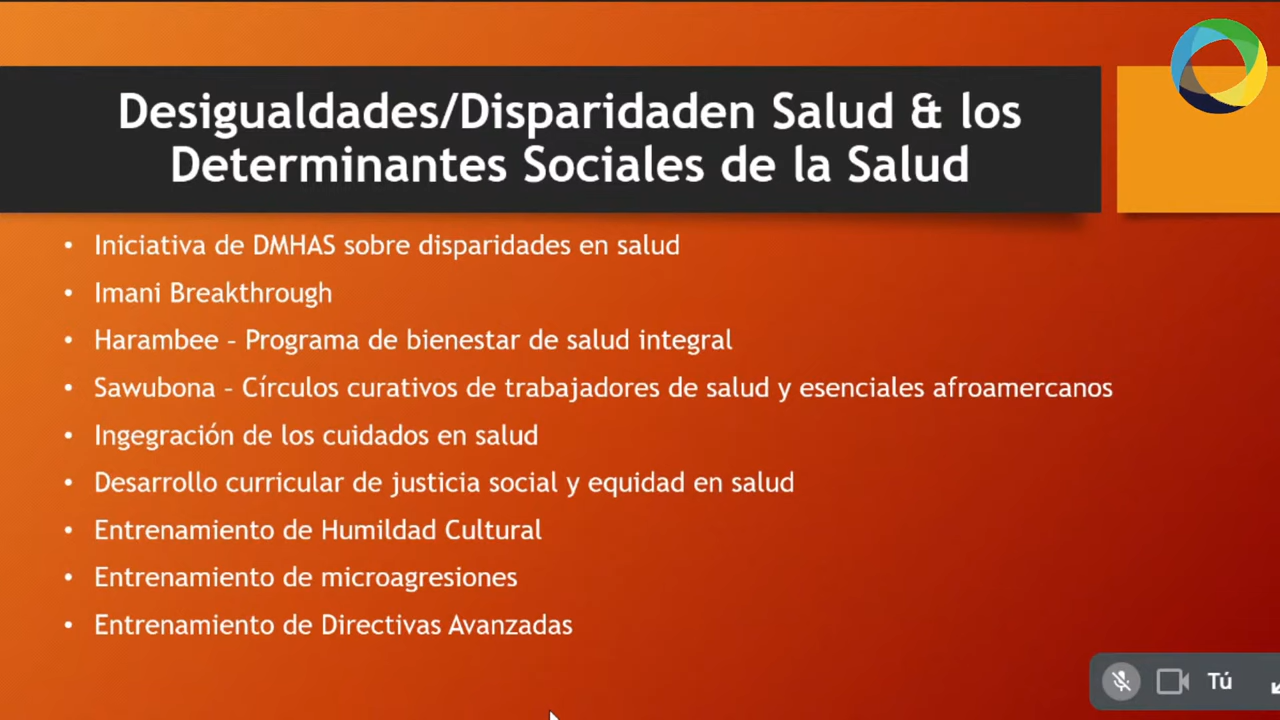 Desigualdades/Disparidaden Salud & los
Determinantes Sociales de la Salud
• Iniciativa de DMHAS sobre disparidades en salud
• Imani Breakthrough
• Harambee – Programa de bienestar de salud integral
• Sawubona – Círculos curativos de trabajadores de salud y esenciales afroamercanos
• Ingegración de los cuidados en salud
• Desarrollo curricular de justicia social y equidad en salud
• Entrenamiento de Humildad Cultural
• Entrenamiento de microagresiones
• Entrenamiento de Directivas Avanzadas
Tú